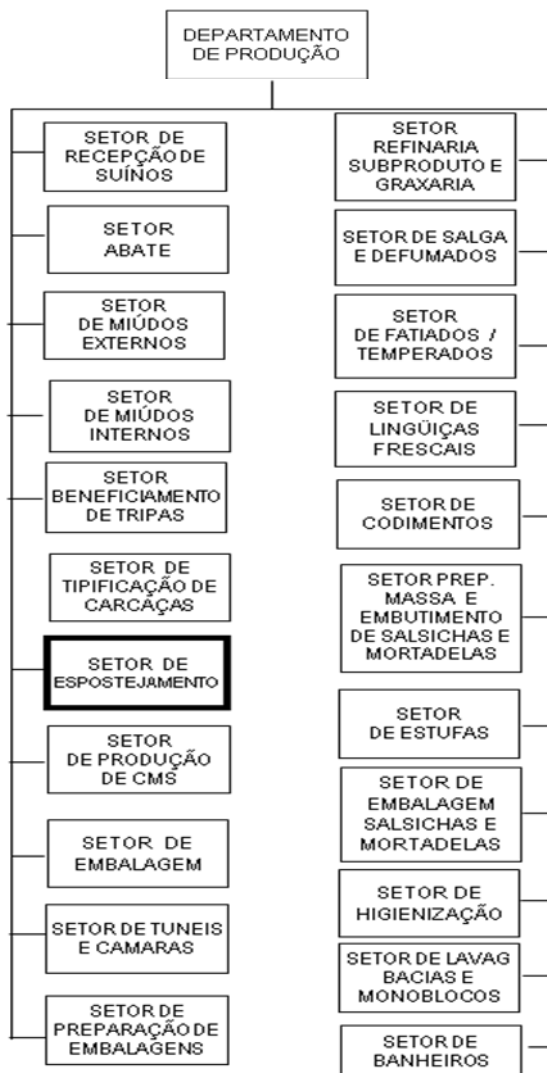 DEPARTAMENTO
DE PRODUÇÃO
SETOR DE
RECEPÇÃO DE
SUÍNOS
SETOR
ABATE
SETOR
DE MIÚDOS
EXTERNOS
SETOR
DE MIÚDOS
INTERNOS
SETOR
BENEFICIAMENTO
DE TRIPAS
SETOR DE
TIPIFICAÇÃO DE
CARCAÇAS
SETOR DE
ESPOSTEJAMENTO
SETOR
DE PRODUÇÃO
DE CMS
SETOR DE
EMBALAGEM
SETOR DE TUNEIS
E CAMARAS
SETOR DE
PREPARAÇÃO DE
EMBALAGENS
SETOR
REFINARIA
SUBPRODUTO E
GRAXARIA
SETOR DE SALGA
E DEFUMADOS
SETOR
DE FATIADOS /
TEMPERADOS
SETOR DE
LINGÜIÇAS
FRESCAIS
SETOR DE
CODIMENTOS
SETOR PREP.
MASSA E
EMBUTIMENTO
DE SALSICHAS E
MORTADELAS
SETOR
DE ESTUFAS
SETOR DE
EMBALAGEM
SALSICHAS E
MORTADELAS
SETOR DE
HIGIENIZAÇÃO
SETOR DE LAVAG
BACIAS E
MONOBLOCOS
SETOR DE
BANHEIROS